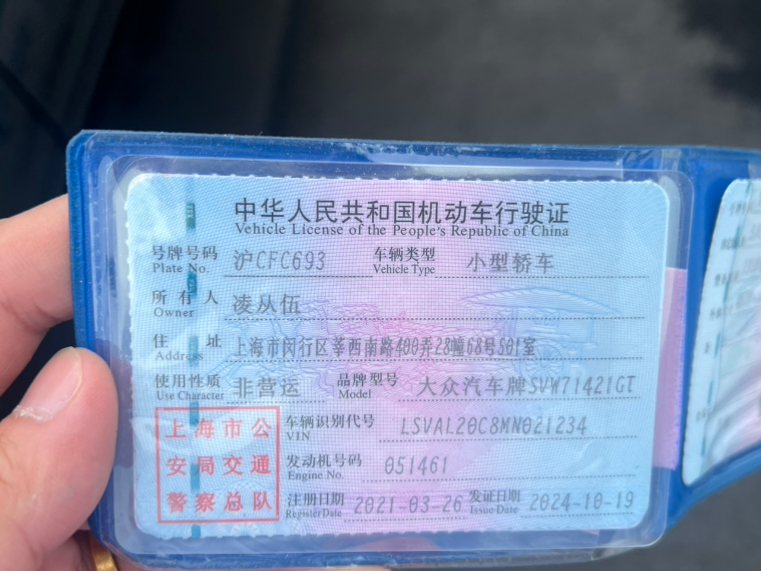 中华人民共和国机动车行驶证
Vehicle License of the People's Republic of China
号牌号码 沪CFC693 车辆类型 小型轿车
Plate No. Vehicle Type
所有人 凌从伍
Owner
住址 上海市闵行区莘西南路400弄28幢68号501室
Address
使用性质 非营运 品牌型号 大众汽车牌SVW71421GT
Use Character Model
上海市公
安局交通
警察总队
车辆识别代号 LSVAL20C8MN021234
VIN
发动机号码 051461
Engine No.
注册日期 2021-03-26 发证日期 2024-10-19
Register Date Issue Date